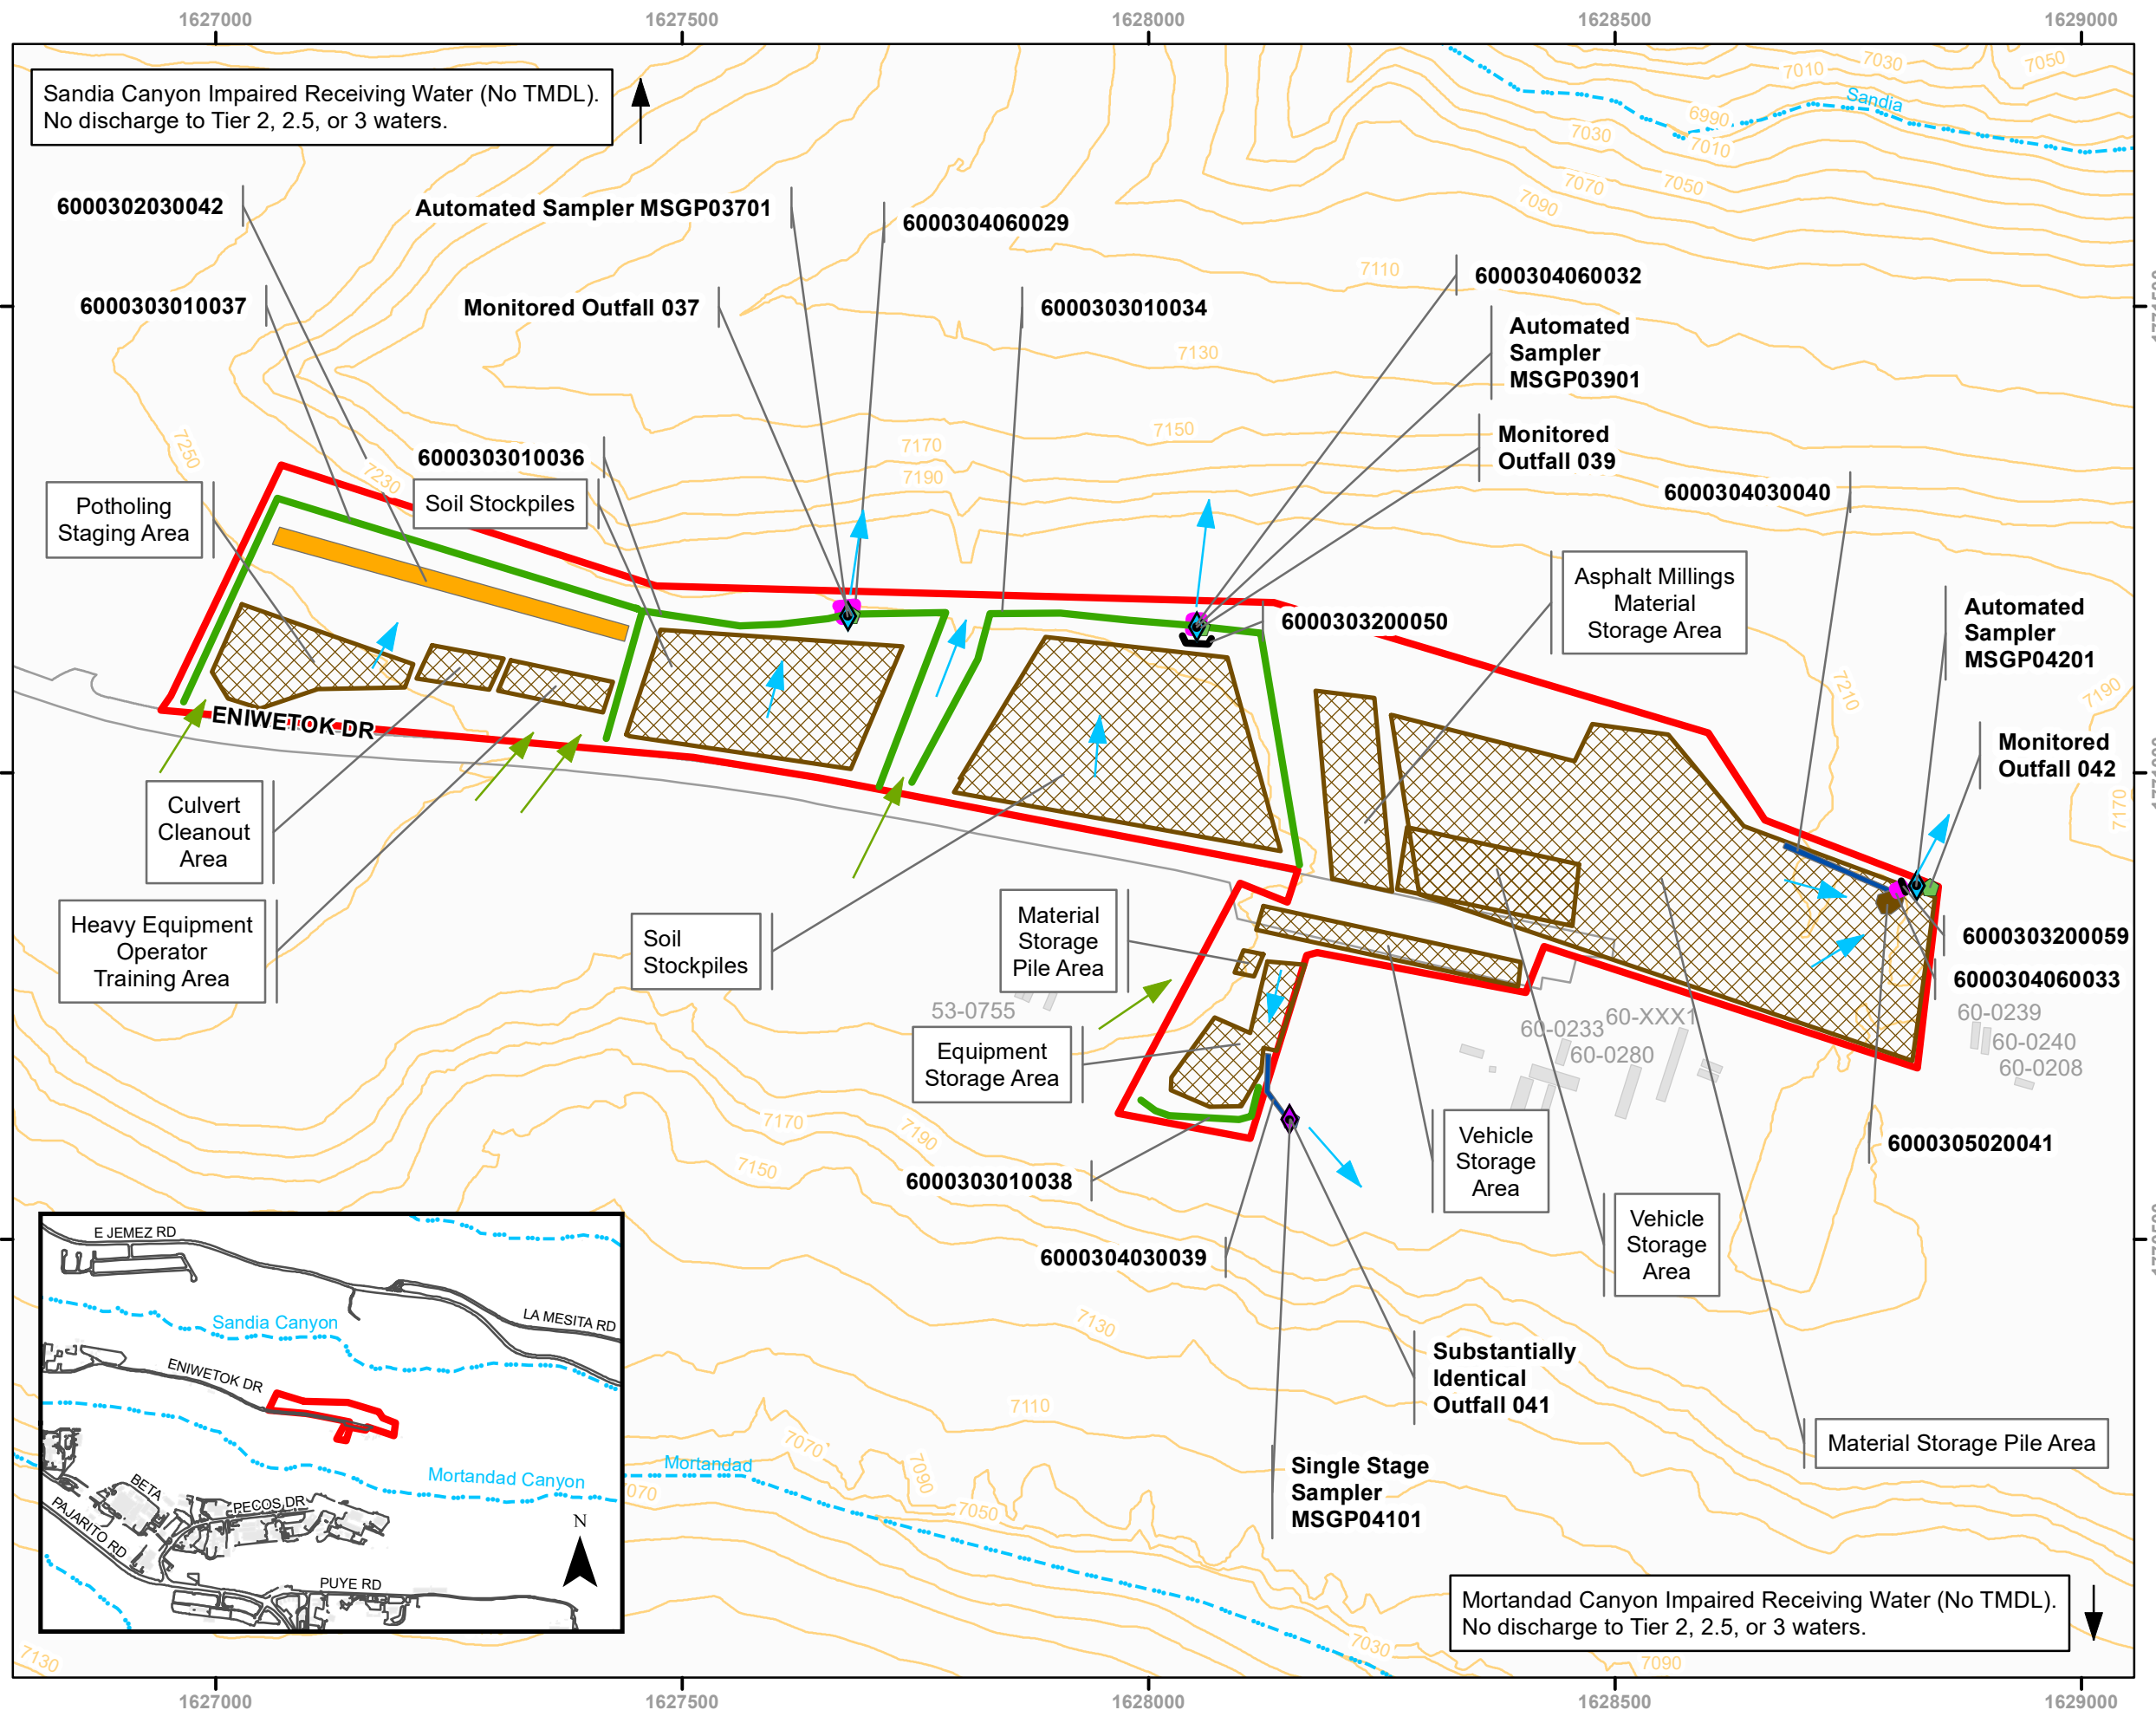 1627000
1627500
1628000
1628500
1629000
Sandia Canyon Impaired Receiving Water (No TMDL).
No discharge to Tier 2, 2.5, or 3 waters.
7010
7030
7050
Sandia
6990
7030
7010
7070
7050
7090
6000302030042
Automated Sampler MSGP03701
6000304060029
7110
6000304060032
6000303010037
Monitored Outfall 037
6000303010034
Automated
Sampler
MSGP03901
7130
7150
7170
7190
Monitored
Outfall 039
7250
7230
6000303010036
Soil Stockpiles
6000304030040
Potholing
Staging Area
Asphalt Millings
Material
Storage Area
6000303200050
Automated
Sampler
MSGP04201
7210
7190
7170
Monitored
Outfall 042
ENIWETOK DR
Culvert
Cleanout
Area
Heavy Equipment
Operator
Training Area
Soil
Stockpiles
Material
Storage
Pile Area
6000303200059
6000304060033
53-0755
60-0233
60-XXX1
60-0280
60-0239
60-0240
60-0208
Equipment
Storage Area
7170
7190
7150
Vehicle
Storage
Area
6000305020041
6000303010038
Vehicle
Storage
Area
6000304030039
7130
Substantially
Identical
Outfall 041
7110
Material Storage Pile Area
7070
7090
Mortandad
7070
7050
Single Stage
Sampler
MSGP04101
E JEMEZ RD
LA MESITA RD
Sandia Canyon
ENIWETOK DR
Mortandad Canyon
BETA
PECOS DR
PAJARITO RD
PUYE RD
N
Mortandad Canyon Impaired Receiving Water (No TMDL).
No discharge to Tier 2, 2.5, or 3 waters.
7030
7090
7130
1627000
1627500
1628000
1628500
1629000